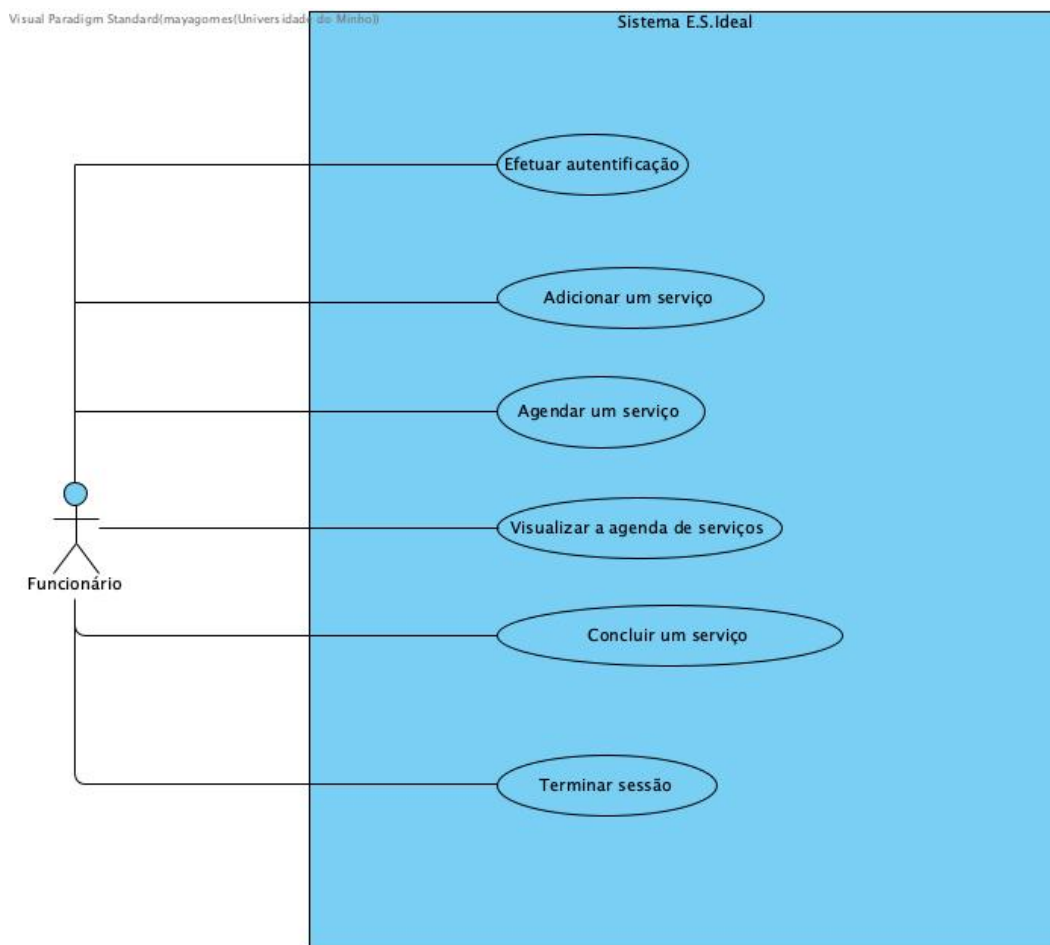 Visual Paradigm Standard(mayagomes(Universidade do Minho))
Sistema E.S.Ideal
Efetuar autentificação
Adicionar um serviço
Agendar um serviço
Visualizar a agenda de serviços
Funcionário
Concluir um serviço
Terminar sessão